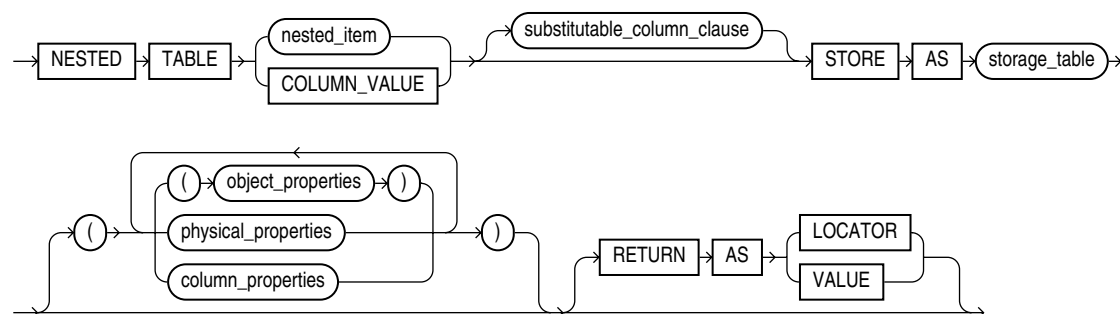 NESTED TABLE nested_item substitutable_column_clause STORE AS storage_table
COLUMN_VALUE
( ( object_properties ) physical_properties column_properties ) RETURN AS LOCATOR
VALUE